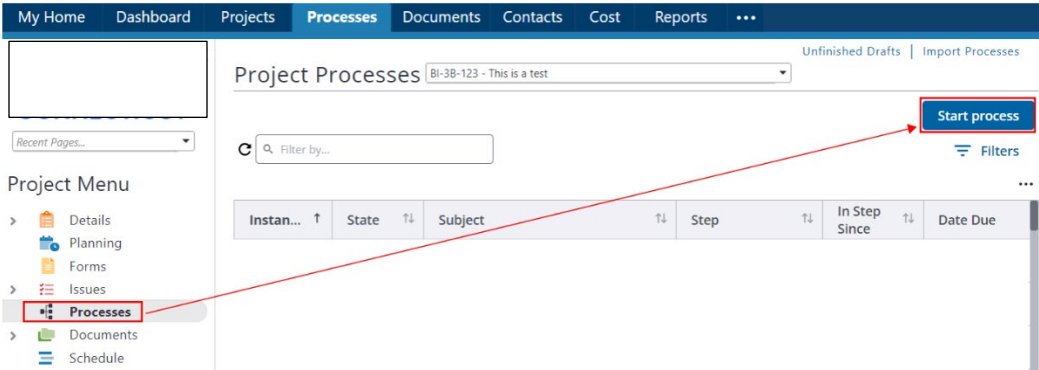 My Home Dashboard Projects Processes Documents Contacts Cost Reports ...
Unfinished Drafts | Import Processes
Project Processes BI-3B-123 - This is a test
Start process
Recent Pages...
Filter by...
Filters
Project Menu
...
Instan... State Subject Step In Step Since Date Due
Details
Planning
Forms
Issues
Processes
Documents
Schedule